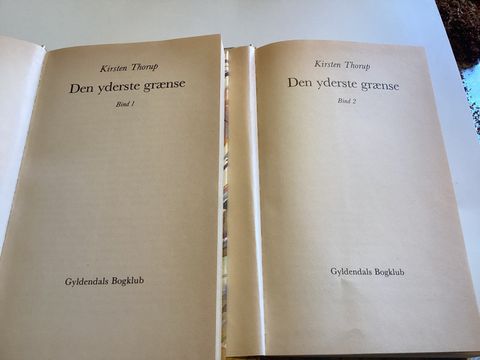 Kirsten Thorup
Den yderste grænse
Bind 1
Gyldendals Bogklub
Kirsten Thorup
Den yderste grænse
Bind 2
Gyldendals Bogklub